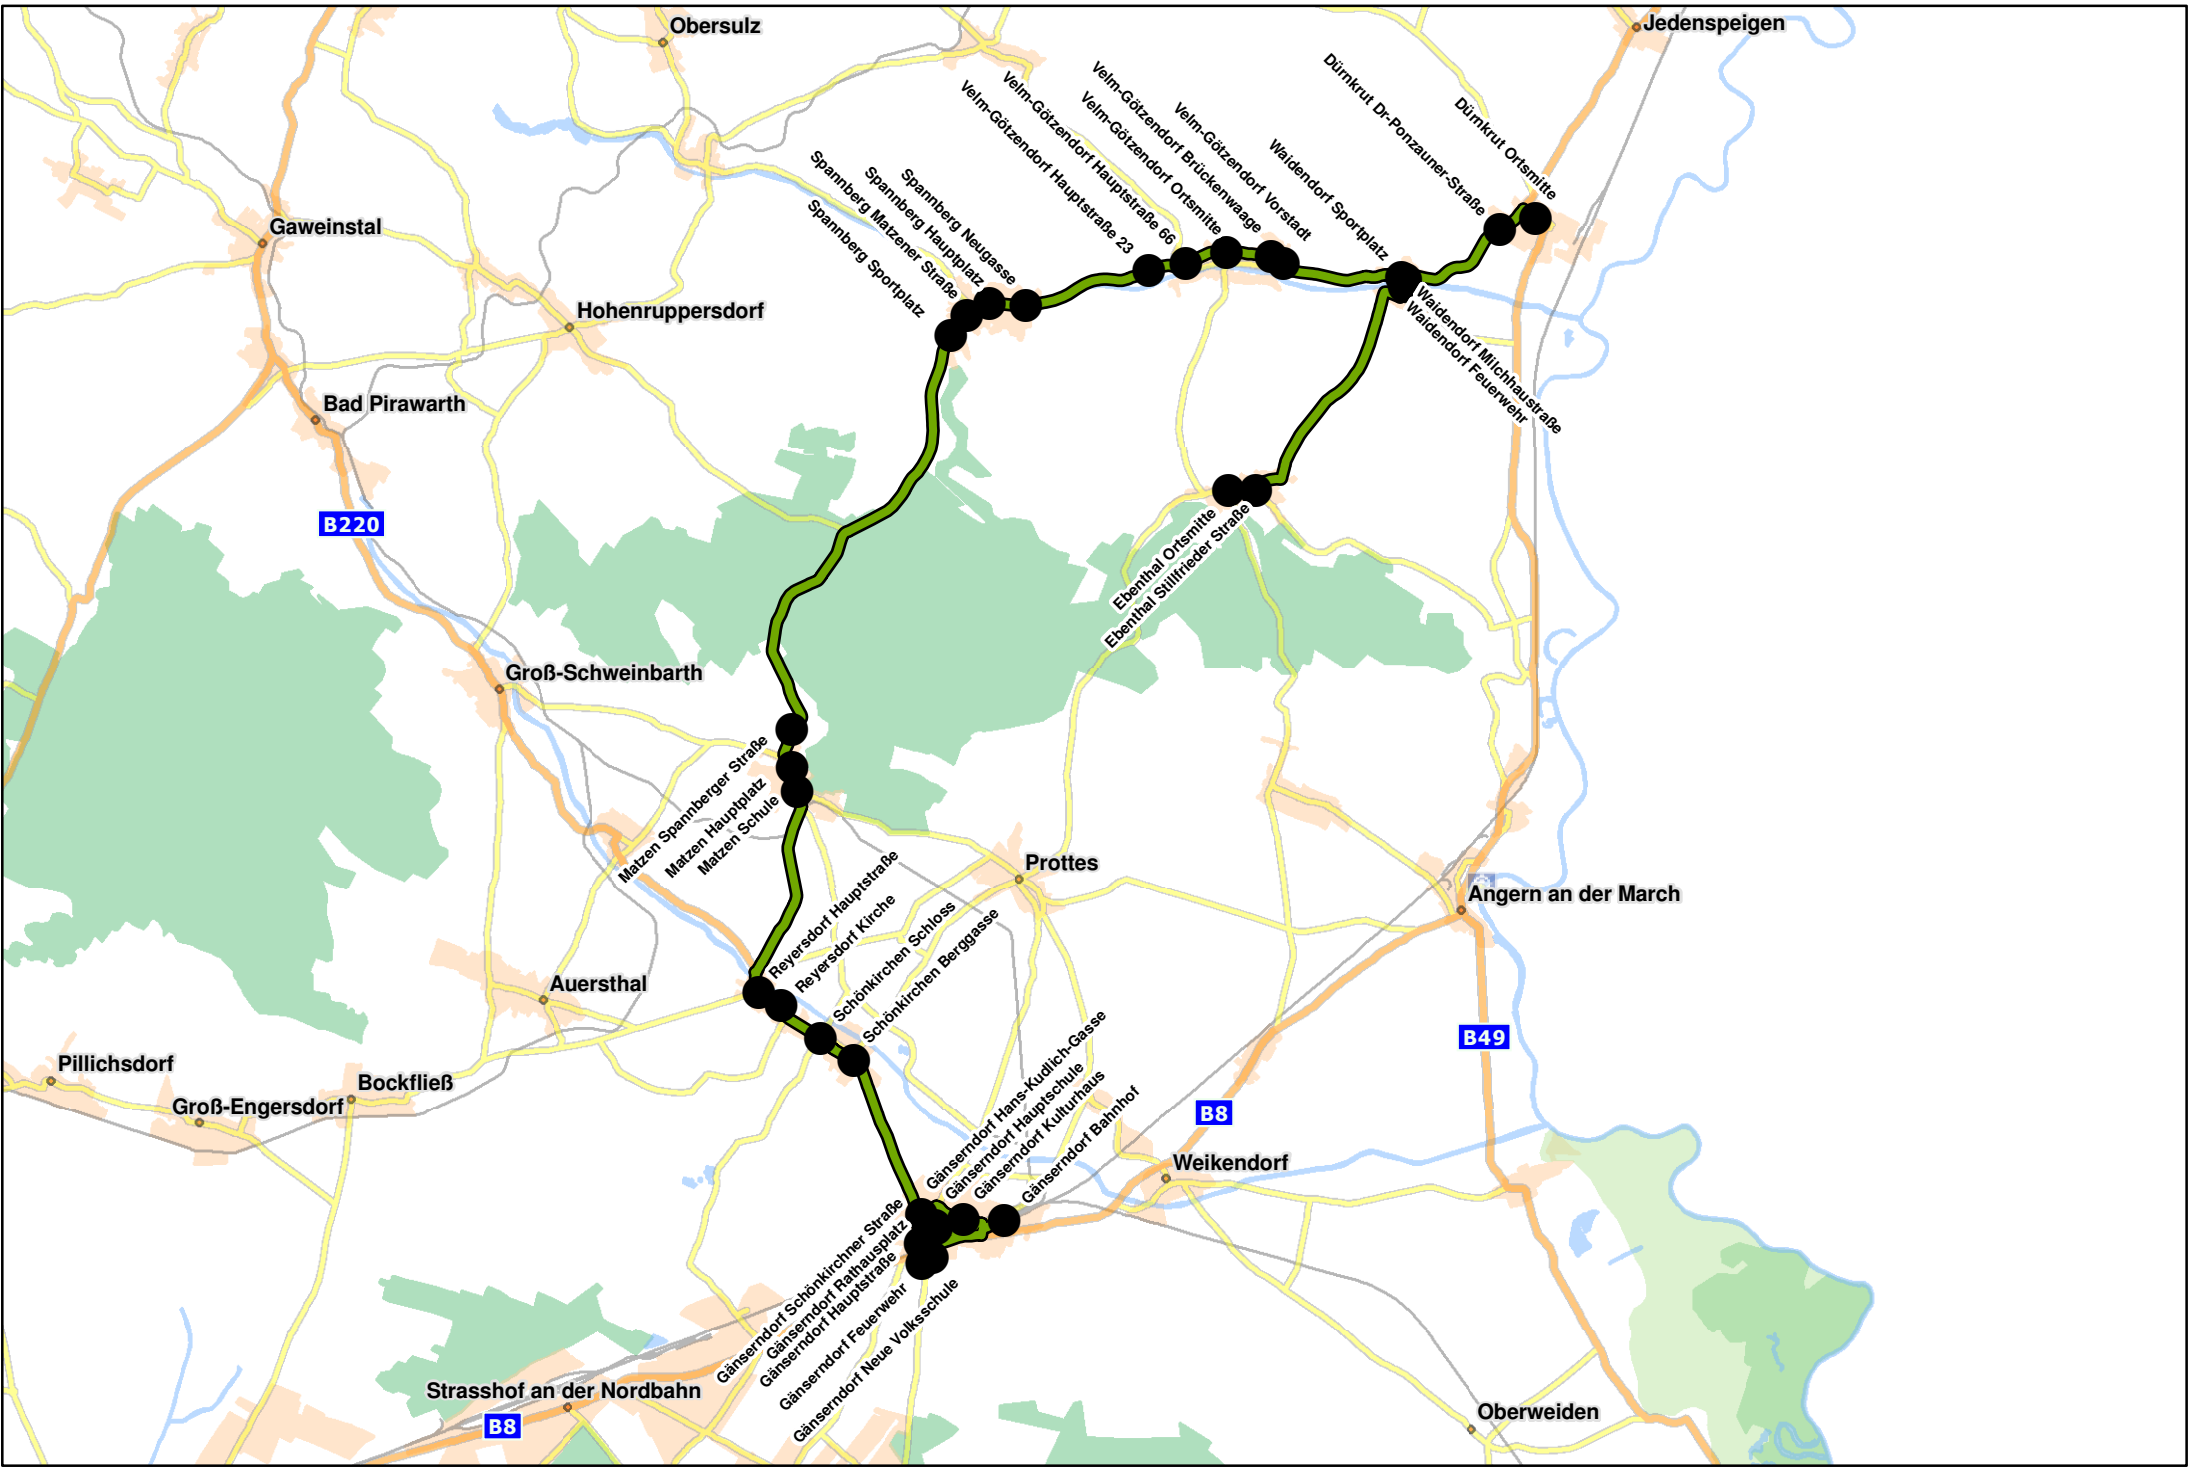 Obersulz
Jedenspeigen
Dürnkrut Dr-Ponzauner-Straße
Dürnkrut Ortsmitte
Velm-Götzendorf Hauptstraße 23
Velm-Götzendorf Hauptstraße 66
Velm-Götzendorf Ortsmitte
Velm-Götzendorf Brückenwaage
Velm-Götzendorf Vorstadt
Waidendorf Sportplatz
Spannberg Sportplatz
Spannberg Matzener Straße
Spannberg Hauptplatz
Spannberg Neugasse
Gaweinstal
Hohenruppersdorf
Waidendorf Milchhaustraße
Waidendorf Feuerwehr
Bad Pirawarth
B220
Ebenthal Ortsmitte
Ebenthal Stillfrieder Straße
Groß-Schweinbarth
Matzen Spannberger Straße
Matzen Hauptplatz
Matzen Schule
Prottes
Angern an der March
Reyersdorf Hauptstraße
Reyersdorf Kirche
Schönkirchen Schloss
Schönkirchen Berggasse
Auersthal
B49
Pillichsdorf
Bockfließ
Groß-Engersdorf
B8
Weikendorf
Gänserndorf Hans-Kudlich-Gasse
Gänserndorf Hauptschule
Gänserndorf Kulturhaus
Gänserndorf Bahnhof
Gänserndorf Schönkirchner Straße
Gänserndorf Rathausplatz
Gänserndorf Hauptstraße
Gänserndorf Feuerwehr
Gänserndorf Neue Volksschule
Strasshof an der Nordbahn
B8
Oberweiden